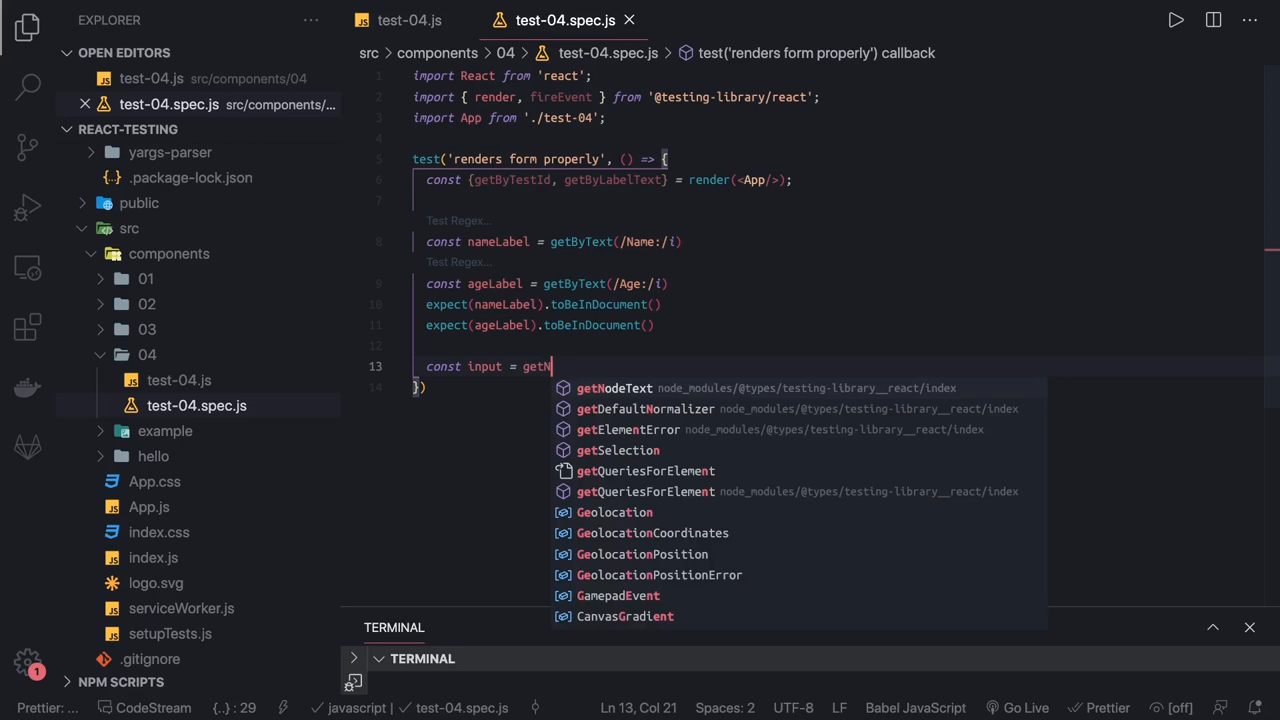 EXPLORER
OPEN EDITORS
test-04.js src/components/04
test-04.spec.js src/components/...
REACT-TESTING
yargs-parser
.package-lock.json
public
src
components
01
02
03
04
test-04.js
test-04.spec.js
example
hello
App.css
App.js
index.css
index.js
logo.svg
serviceWorker.js
setupTests.js
.gitignore
NPM SCRIPTS
test-04.js test-04.spec.js
src components 04 test-04.spec.js test('renders form properly') callback
1 import React from 'react';
2 import { render, fireEvent } from '@testing-library/react';
3 import App from './test-04';
4
5 test('renders form properly', () => {
6 const {getByTestId, getByLabelText} = render(<App/>);
7
Test Regex...
8 const nameLabel = getByText(/Name:/i)
Test Regex...
9 const ageLabel = getByText(/Age:/i)
10 expect(nameLabel).toBeInDocument()
11 expect(ageLabel).toBeInDocument()
12
13 const input = getN
14 })
getNodeText node_modules/@types/testing-library__react/index
getDefaultNormalizer node_modules/@types/testing-library__react/index
getElementError node_modules/@types/testing-library__react/index
getSelection
getQueriesForElement
getQueriesForElement node_modules/@types/testing-library__react/index
Geolocation
GeolocationCoordinates
GeolocationPosition
GeolocationPositionError
GamepadEvent
CanvasGradient
TERMINAL
TERMINAL
1
Prettier: ... CodeStream {..} : 29 javascript | test-04.spec.js Ln 13, Col 21 Spaces: 2 UTF-8 LF Babel JavaScript Go Live Prettier [off]